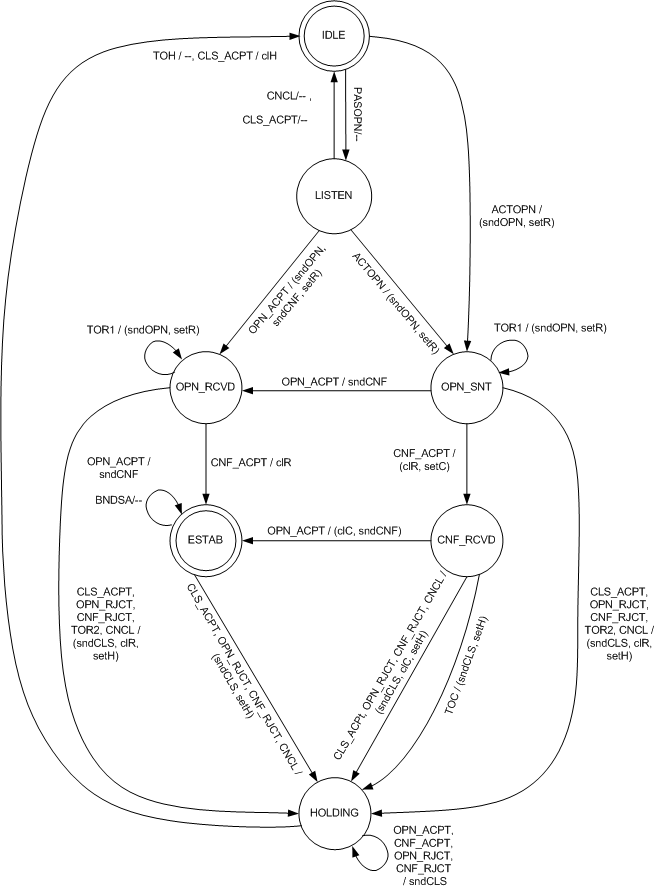 IDLE
TOH / --, CLS_ACPT / clH
CNCL/-- ,
CLS_ACPT/--
PASOPN/--
LISTEN
ACTOPN /
(sndOPN, setR)
OPN_ACPT / (sndOPN,
sndCNF, setR)
ACTOPN / (sndOPN, setR)
TOR1 / (sndOPN, setR)
TOR1 / (sndOPN, setR)
OPN_RCVD
OPN_ACPT / sndCNF
OPN_SNT
OPN_ACPT /
sndCNF
CNF_ACPT / clR
CNF_ACPT /
(clR, setC)
BNDSA/--
ESTAB
OPN_ACPT / (clC, sndCNF)
CNF_RCVD
CLS_ACPT,
OPN_RJCT,
CNF_RJCT,
TOR2, CNCL /
(sndCLS, clR,
setH)
CLS_ACPT, OPN_RJCT, CNF_RJCT, CNCL /
(sndCLS, setH)
CLS_ACPt, OPN_RJCT, CNF_RJCT, CNCL /
(sndCLS, clC, setH)
TOC / (sndCLS, setH)
CLS_ACPT,
OPN_RJCT,
CNF_RJCT,
TOR2, CNCL /
(sndCLS, clR,
setH)
HOLDING
OPN_ACPT,
CNF_ACPT,
OPN_RJCT,
CNF_RJCT
/ sndCLS